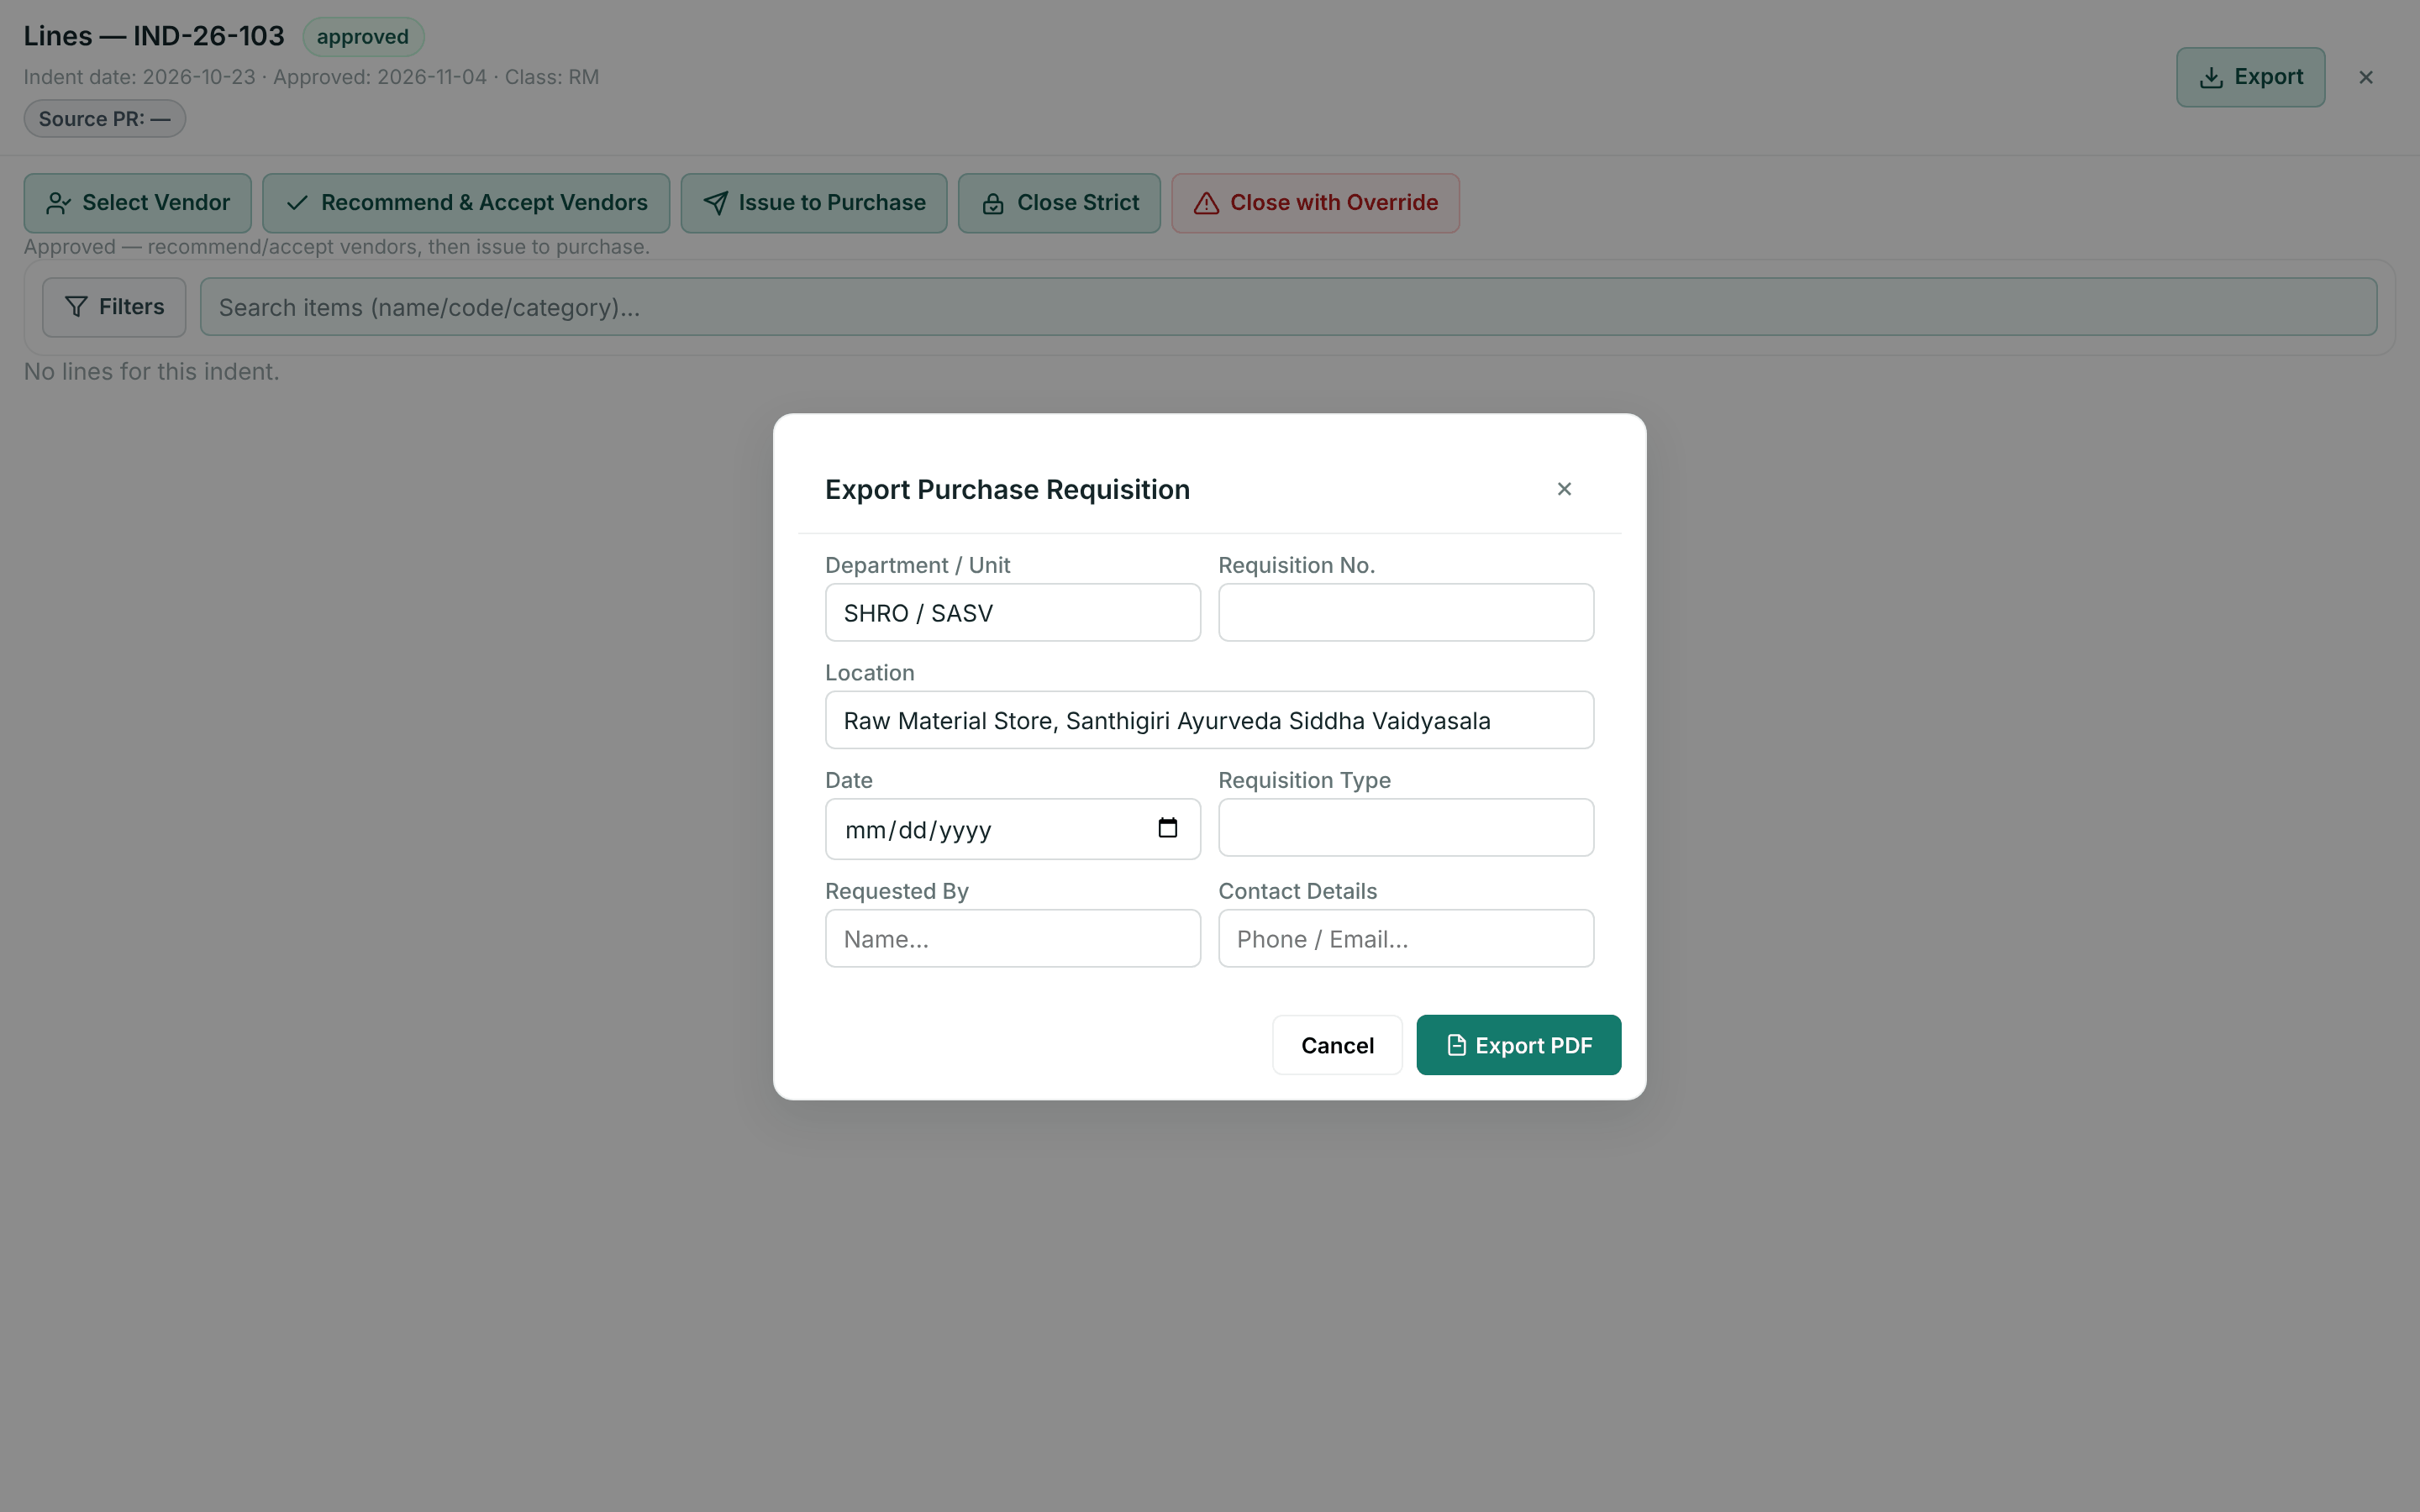 Lines — IND-26-103 approved
Indent date: 2026-10-23 · Approved: 2026-11-04 · Class: RM
Source PR: —
Export ×
Select Vendor Recommend & Accept Vendors Issue to Purchase Close Strict Close with Override
Approved — recommend/accept vendors, then issue to purchase.
Filters Search items (name/code/category)...
No lines for this indent.
Export Purchase Requisition ×
Department / Unit Requisition No.
SHRO / SASV
Location
Raw Material Store, Santhigiri Ayurveda Siddha Vaidyasala
Date Requisition Type
mm/dd/yyyy
Requested By Contact Details
Name... Phone / Email...
Cancel Export PDF